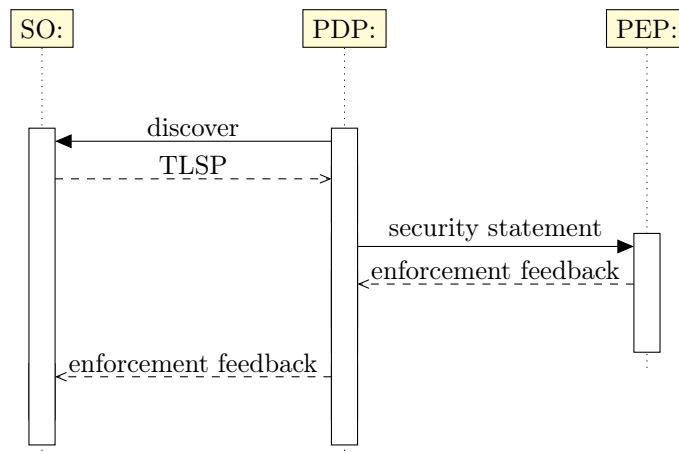 SO:
PDP:
PEP:
discover
TLSP
security statement
enforcement feedback
enforcement feedback